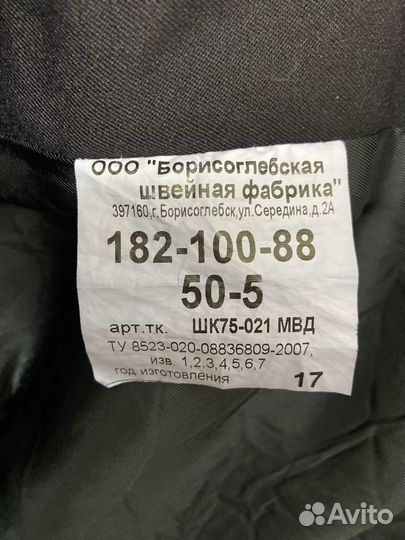 ООО "Борисоглебская
швейная фабрика"
397160,г.Борисоглебск,ул.Середина,д.2А
182-100-88
50-5
арт.тк. ШК75-021 МВД
ТУ 8523-020-08836809-2007,
изв. 1,2,3,4,5,6,7
год изготовления 17
Avito